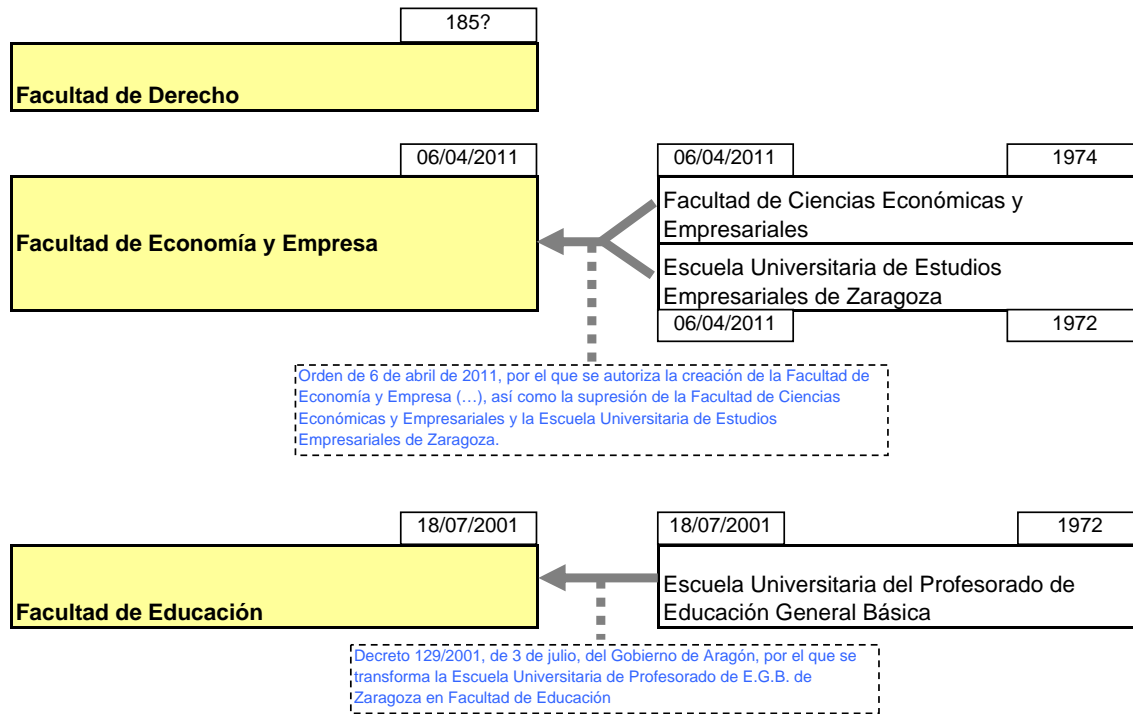 185?
Facultad de Derecho
06/04/2011
06/04/2011
1974
Facultad de Economía y Empresa
Facultad de Ciencias Económicas y
Empresariales
Escuela Universitaria de Estudios
Empresariales de Zaragoza
06/04/2011
1972
Orden de 6 de abril de 2011, por el que se autoriza la creación de la Facultad de
Economía y Empresa (…), así como la supresión de la Facultad de Ciencias
Económicas y Empresariales y la Escuela Universitaria de Estudios
Empresariales de Zaragoza.
18/07/2001
18/07/2001
1972
Facultad de Educación
Escuela Universitaria del Profesorado de
Educación General Básica
Decreto 129/2001, de 3 de julio, del Gobierno de Aragón, por el que se
transforma la Escuela Universitaria de Profesorado de E.G.B. de
Zaragoza en Facultad de Educación